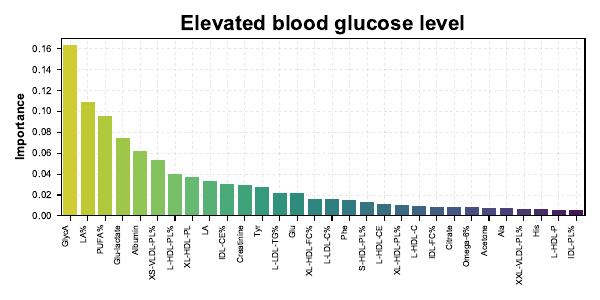 Elevated blood glucose level
Importance
0.16
0.14
0.12
0.10
0.08
0.06
0.04
0.02
0.00
GlycA
LA%
PUFA%
Glu-lactate
Albumin
XS-VLDL-PL%
L-HDL-PL%
XL-HDL-PL
LA
IDL-CE%
Creatinine
Tyr
L-LDL-TG%
Glu
XL-HDL-FC%
L-LDL-C%
Phe
S-HDL-PL%
L-HDL-CE
XL-HDL-PL%
L-HDL-C
IDL-FC%
Citrate
Omega-6%
Acetone
Ala
XXL-VLDL-PL%
His
L-HDL-P
IDL-PL%